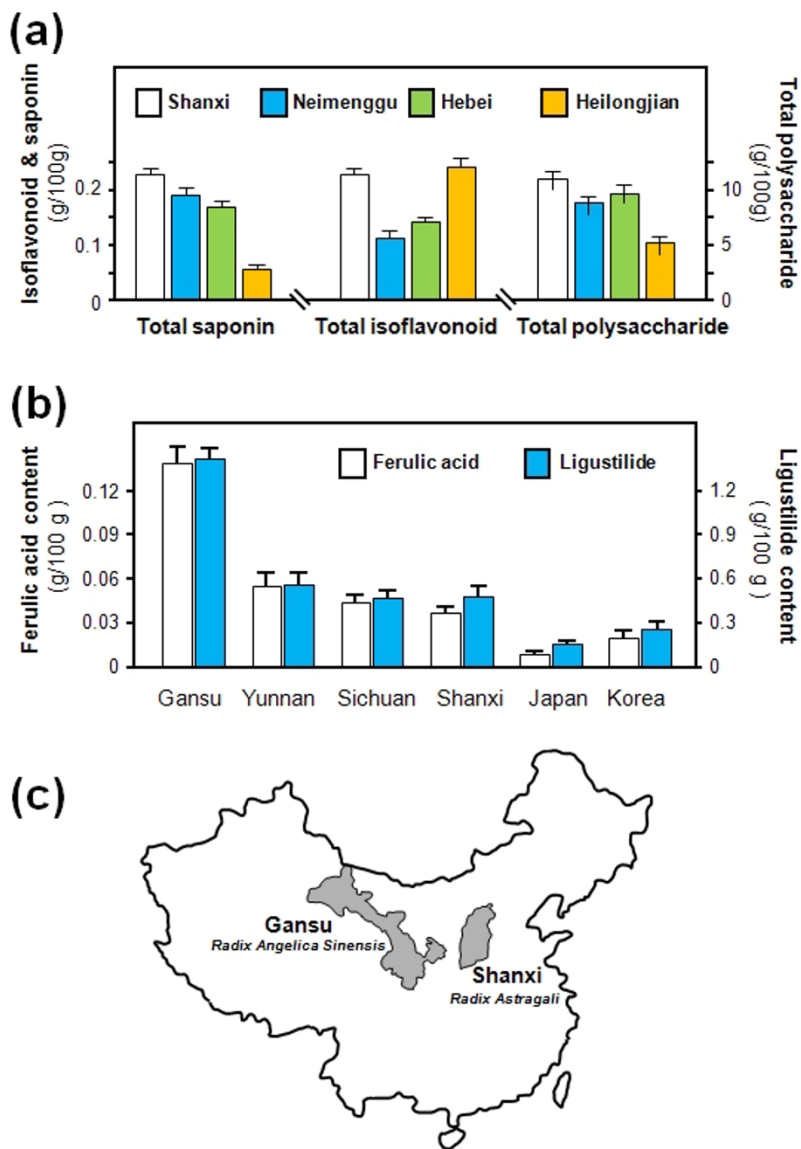 (a)
Isoflavonoid & saponin
(g/100g)
Total polysaccharide
(g/100g)
Shanxi Neimenggu Hebei Heilongjian
0.2
0.1
0
10
5
0
Total saponin Total isoflavonoid Total polysaccharide
(b)
Ferulic acid content
(g/100 g )
Ligustilide content
( g/100 g )
Ferulic acid Ligustilide
0.12
0.09
0.06
0.03
0
1.2
0.9
0.6
0.3
0
Gansu Yunnan Sichuan Shanxi Japan Korea
(c)
Gansu
Radix Angelica Sinensis
Shanxi
Radix Astragali